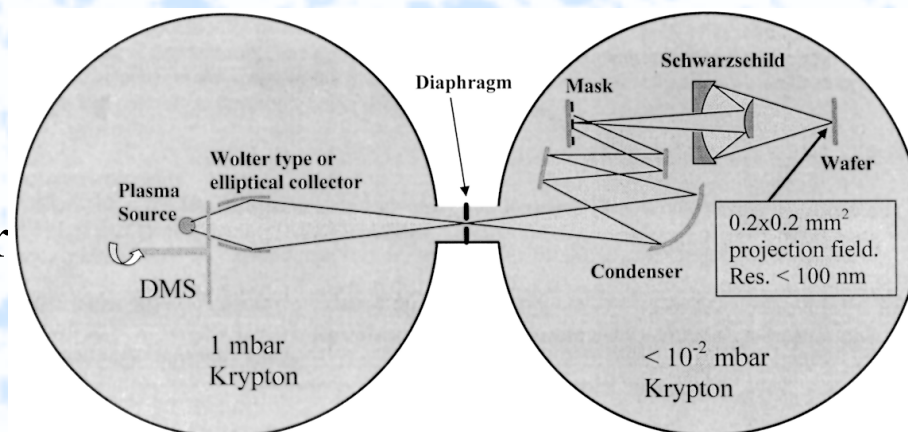 Diaphragm
Schwarzschild
Mask
Wolter type or
elliptical collector
Plasma
Source
Wafer
0.2x0.2 mm²
projection field.
Res. < 100 nm
Condenser
DMS
1 mbar
Krypton
< 10⁻² mbar
Krypton
r